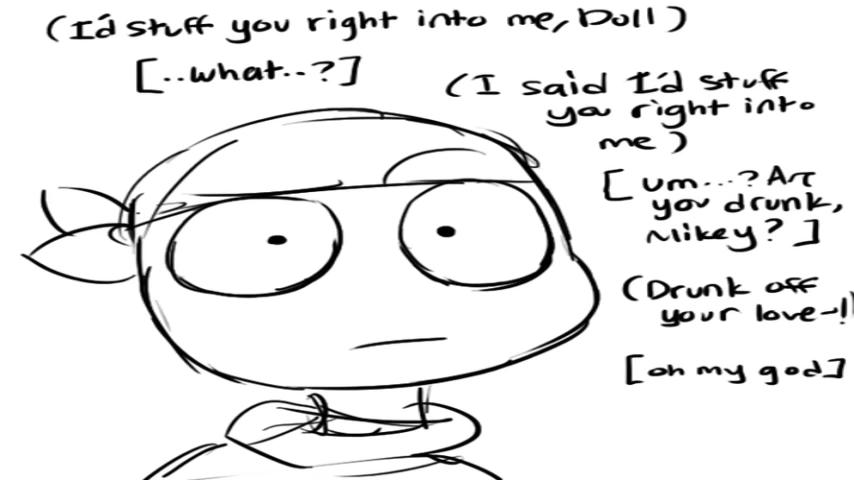 (I'd stuff you right into me, Doll)
[..what..?]
(I said I'd stuff
you right into
me)
[um...? Are
you drunk,
Mikey?]
(Drunk off
your love~!)
[oh my god]